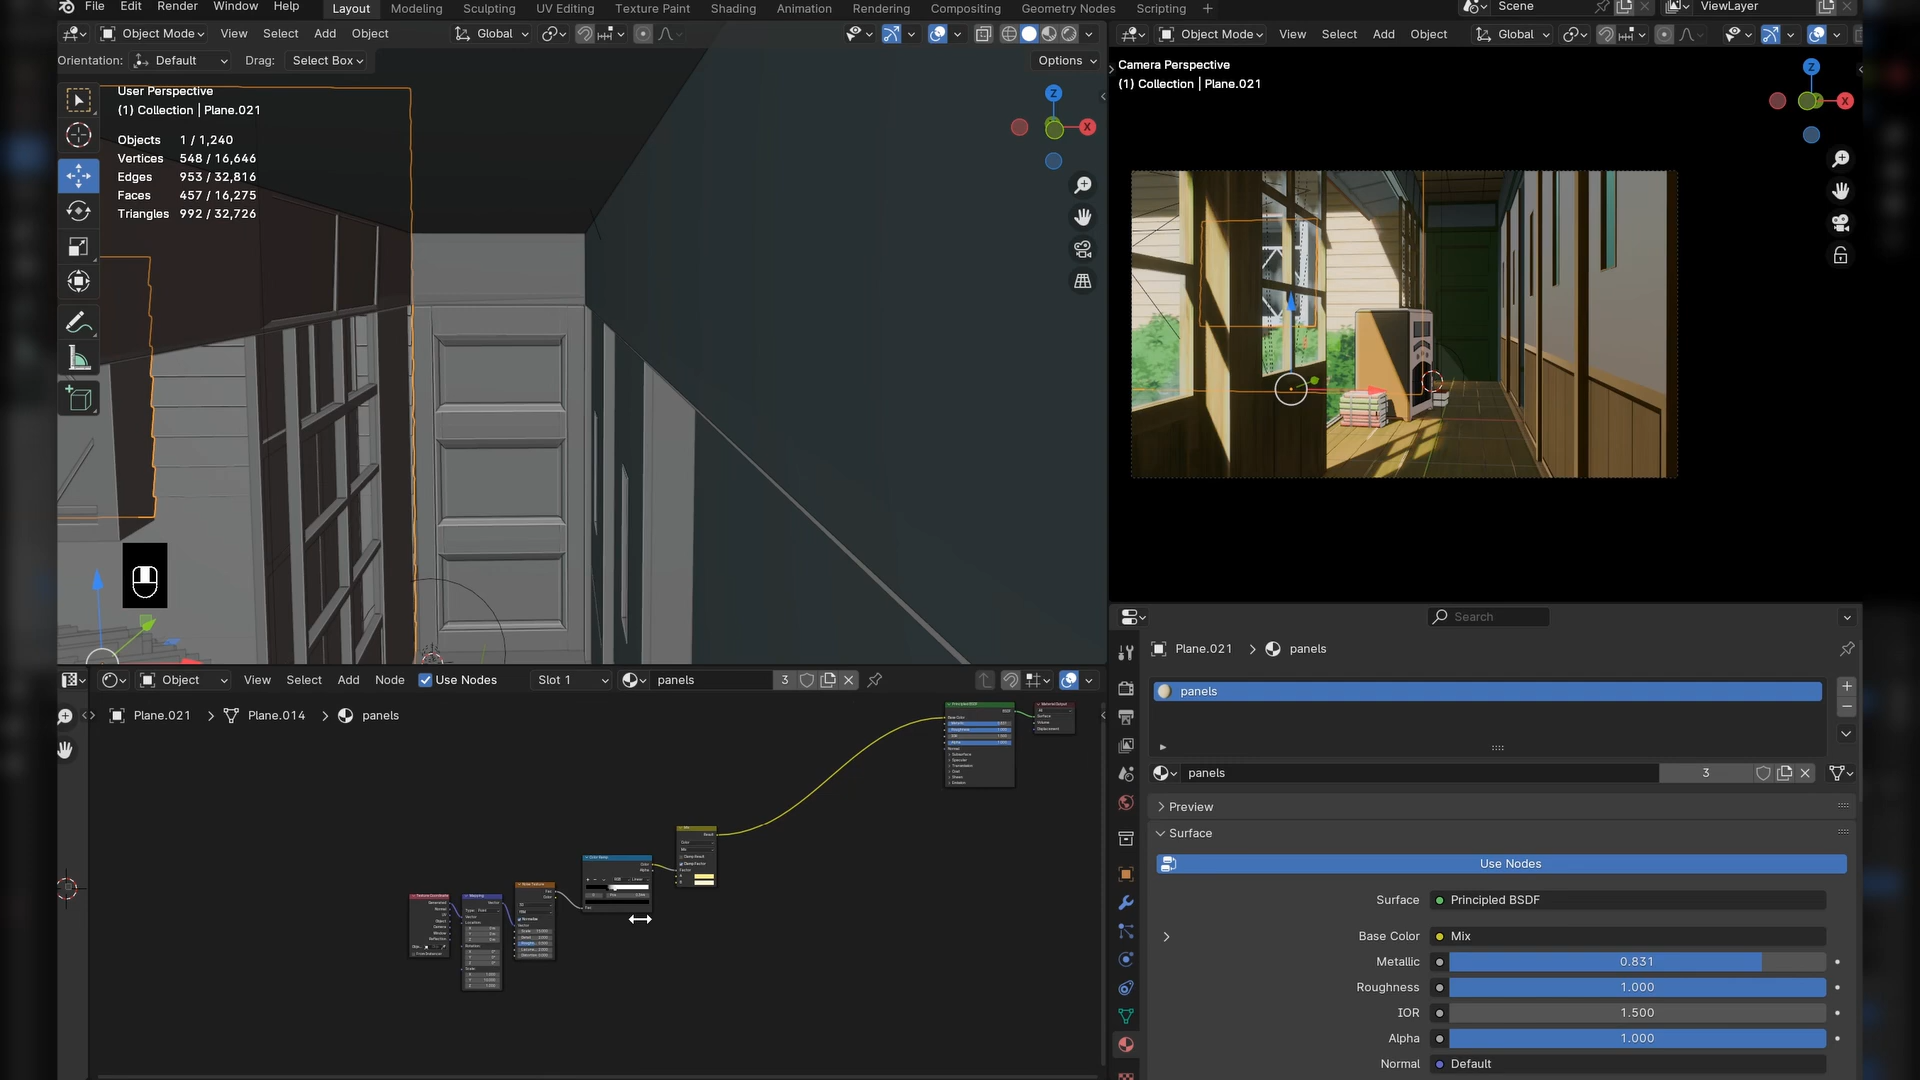 File Edit Render Window Help Layout Modeling Sculpting UV Editing Texture Paint Shading Animation Rendering Compositing Geometry Nodes Scripting + Scene ViewLayer
Object Mode View Select Add Object Global
Orientation: Default Drag: Select Box Options
User Perspective
(1) Collection | Plane.021
Objects 1 / 1,240
Vertices 548 / 16,646
Edges 953 / 32,816
Faces 457 / 16,275
Triangles 992 / 32,726
Z
X
Object Mode View Select Add Object Global
Camera Perspective
(1) Collection | Plane.021
Z
X
Object View Select Add Node Use Nodes Slot 1 panels 3
Plane.021 > Plane.014 > panels
Search
Plane.021 > panels
panels
panels 3
Preview
Surface
Use Nodes
Surface Principled BSDF
Base Color Mix
Metallic 0.831
Roughness 1.000
IOR 1.500
Alpha 1.000
Normal Default